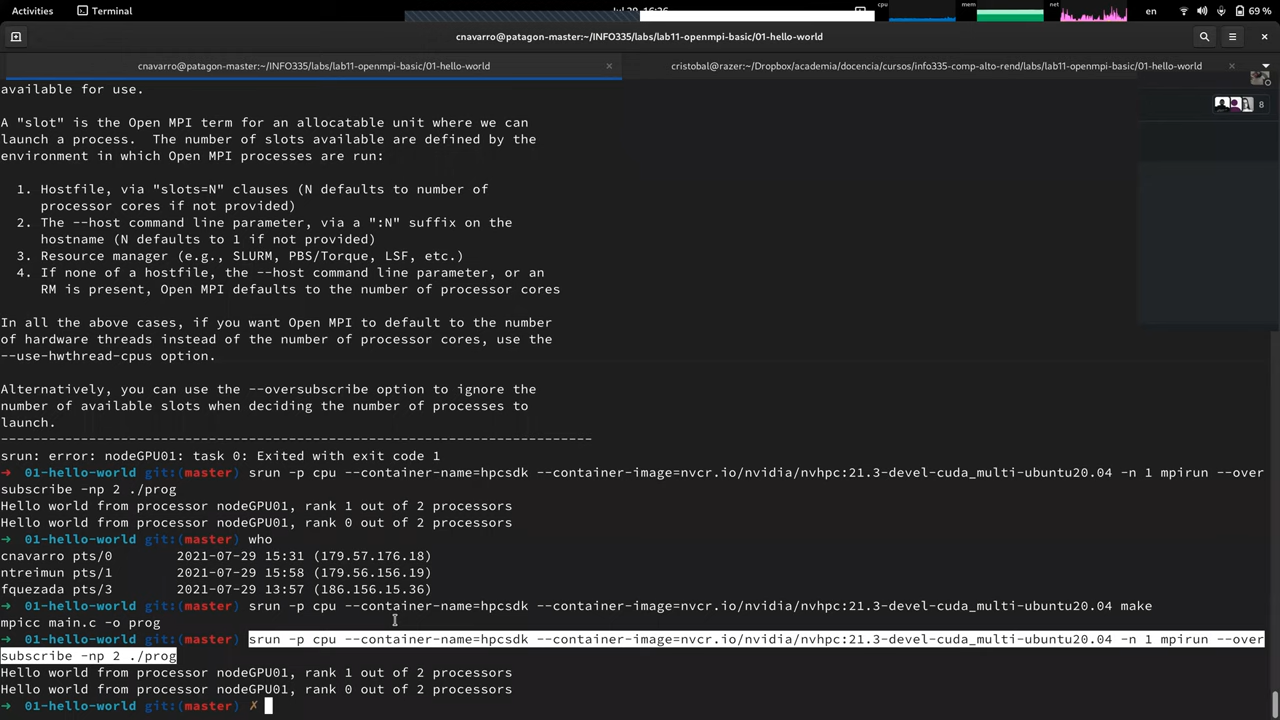 Activities
Terminal
cpu
mem
net
en
69 %
cnavarro@patagon-master:~/INFO335/labs/lab11-openmpi-basic/01-hello-world
cnavarro@patagon-master:~/INFO335/labs/lab11-openmpi-basic/01-hello-world
cristobal@razer:~/Dropbox/academia/docencia/cursos/info335-comp-alto-rend/labs/lab11-openmpi-basic/01-hello-world
8
available for use.
A "slot" is the Open MPI term for an allocatable unit where we can
launch a process.  The number of slots available are defined by the
environment in which Open MPI processes are run:
1. Hostfile, via "slots=N" clauses (N defaults to number of
processor cores if not provided)
2. The --host command line parameter, via a ":N" suffix on the
hostname (N defaults to 1 if not provided)
3. Resource manager (e.g., SLURM, PBS/Torque, LSF, etc.)
4. If none of a hostfile, the --host command line parameter, or an
RM is present, Open MPI defaults to the number of processor cores
In all the above cases, if you want Open MPI to default to the number
of hardware threads instead of the number of processor cores, use the
--use-hwthread-cpus option.
Alternatively, you can use the --oversubscribe option to ignore the
number of available slots when deciding the number of processes to
launch.
--------------------------------------------------------------------------
srun: error: nodeGPU01: task 0: Exited with exit code 1
➜ 01-hello-world git:(master) srun -p cpu --container-name=hpcsdk --container-image=nvcr.io/nvidia/nvhpc:21.3-devel-cuda_multi-ubuntu20.04 -n 1 mpirun --over
subscribe -np 2 ./prog
Hello world from processor nodeGPU01, rank 1 out of 2 processors
Hello world from processor nodeGPU01, rank 0 out of 2 processors
➜ 01-hello-world git:(master) who
cnavarro pts/0        2021-07-29 15:31 (179.57.176.18)
ntreimun pts/1        2021-07-29 15:58 (179.56.156.19)
fquezada pts/3        2021-07-29 13:57 (186.156.15.36)
➜ 01-hello-world git:(master) srun -p cpu --container-name=hpcsdk --container-image=nvcr.io/nvidia/nvhpc:21.3-devel-cuda_multi-ubuntu20.04 make
mpicc main.c -o prog
➜ 01-hello-world git:(master) srun -p cpu --container-name=hpcsdk --container-image=nvcr.io/nvidia/nvhpc:21.3-devel-cuda_multi-ubuntu20.04 -n 1 mpirun --over
subscribe -np 2 ./prog
Hello world from processor nodeGPU01, rank 1 out of 2 processors
Hello world from processor nodeGPU01, rank 0 out of 2 processors
➜ 01-hello-world git:(master) ✗